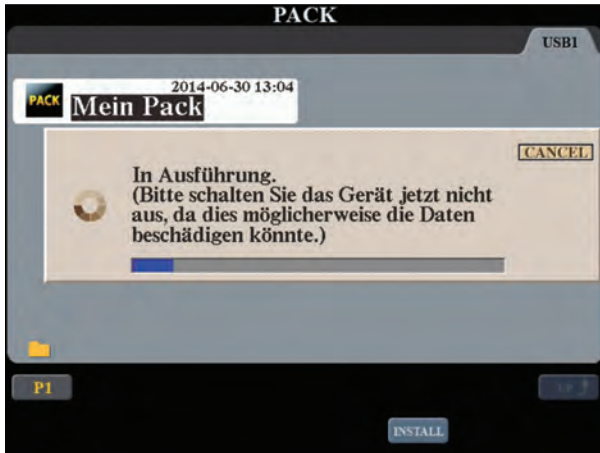 PACK
USB1
2014-06-30 13:04
PACK Mein Pack
CANCEL
In Ausführung.
(Bitte schalten Sie das Gerät jetzt nicht
aus, da dies möglicherweise die Daten
beschädigen könnte.)
P1
UP
INSTALL